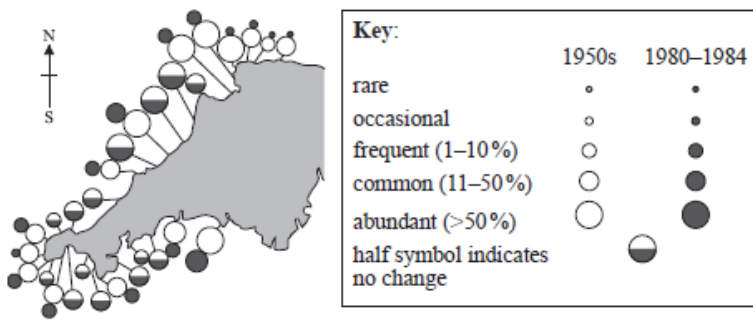 N
S
Key:
1950s 1980–1984
rare
occasional
frequent (1–10%)
common (11–50%)
abundant (>50%)
half symbol indicates
no change